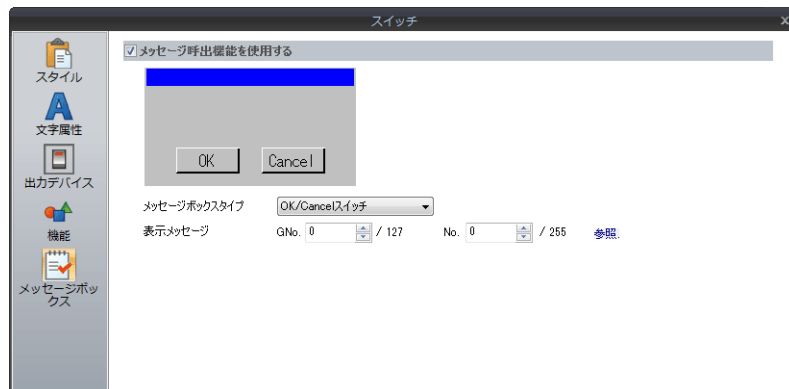 スイッチ
x
スタイル
文字属性
出力デバイス
機能
メッセージボッ
クス
メッセージ呼出機能を使用する
OK Cancel
メッセージボックスタイプ OK/Cancelスイッチ
表示メッセージ GNo. 0 / 127 No. 0 / 255 参照.